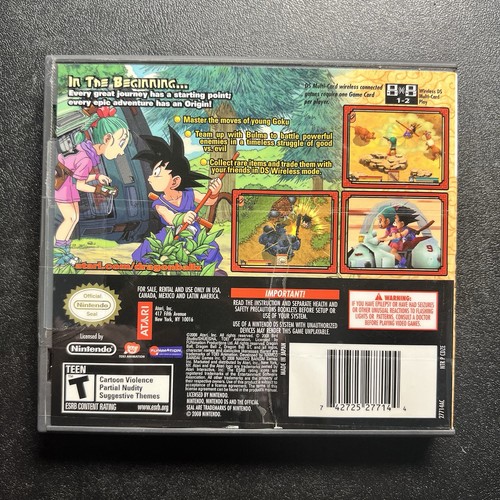 IN THE BEGINNING...
Every great journey has a starting point;
every epic adventure has an Origin!
Master the moves of young Goku
Team up with Bulma to battle powerful
enemies in a timeless struggle of good
vs. evil
Collect rare items and trade them with
your friends in DS Wireless mode.
DS Multi-Card wireless connected
games require one Game Card
per player.
1-2
Wireless DS
Multi-Card
Play
9
atari.com/dragonballz
Official
Nintendo
Seal
Licensed by
Nintendo
FOR SALE, RENTAL AND USE ONLY IN USA,
CANADA, MEXICO AND LATIN AMERICA.
ATARI
Atari, Inc.
417 Fifth Avenue
New York, NY 10016
TOEI ANIMATION
FUNIMATION
LICENSED BY NINTENDO.
NINTENDO, NINTENDO DS AND THE OFFICIAL
SEAL ARE TRADEMARKS OF NINTENDO.
© 2008 NINTENDO.
IMPORTANT!
READ THE INSTRUCTION AND SEPARATE HEALTH AND
SAFETY PRECAUTIONS BOOKLETS BEFORE SETUP OR
USE OF YOUR SYSTEM.
USE OF A NINTENDO DS SYSTEM WITH UNAUTHORIZED
DEVICES MAY RENDER THIS GAME UNPLAYABLE.
WARNING:
IF YOU HAVE EPILEPSY OR HAVE HAD SEIZURES
OR OTHER UNUSUAL REACTIONS TO FLASHING
LIGHTS OR PATTERNS, CONSULT A DOCTOR
BEFORE PLAYING VIDEO GAMES.
TEEN
T
Cartoon Violence
Partial Nudity
Suggestive Themes
ESRB CONTENT RATING
www.esrb.org
MADE IN JAPAN
7 42725 27714 4
27714C